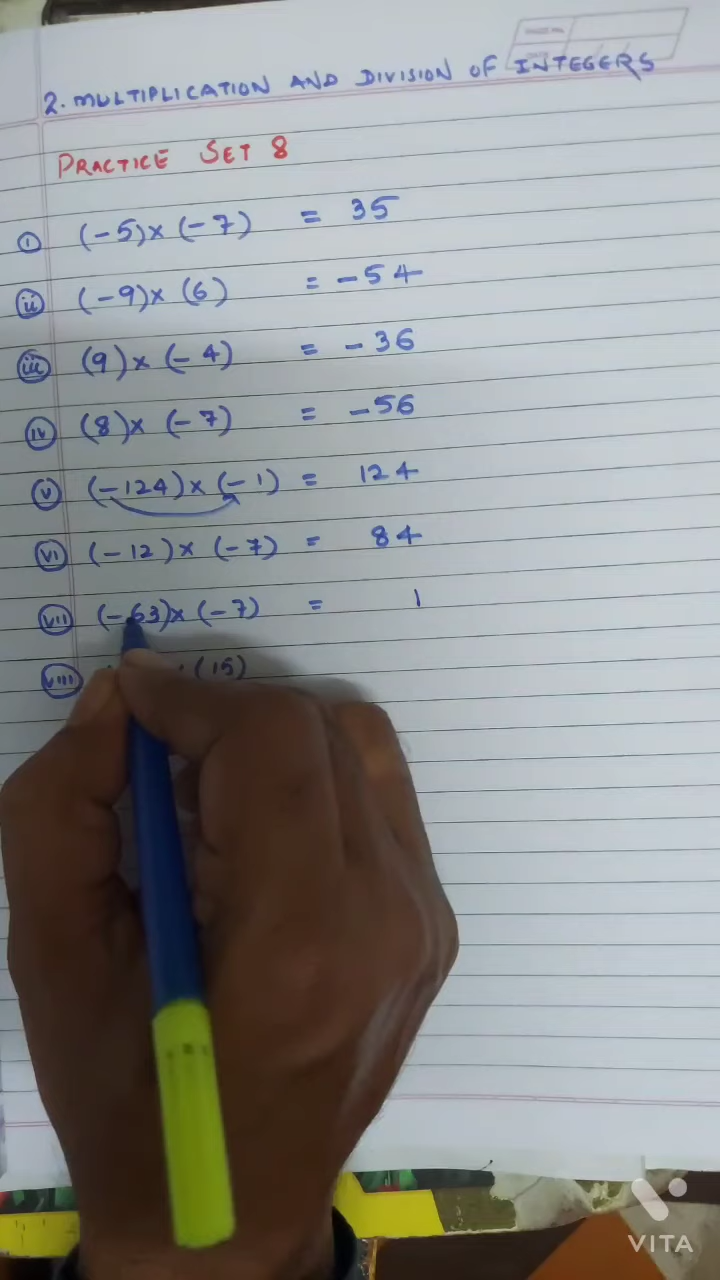 2. MULTIPLICATION AND DIVISION OF INTEGERS
PRACTICE SET 8
i (-5)×(-7) = 35
ii (-9)×(6) = -54
iii (9)×(-4) = -36
iv (8)×(-7) = -56
v (-124)×(-1) = 124
vi (-12)×(-7) = 84
vii (-63)×(-7) = 1
viii (15)
VITA